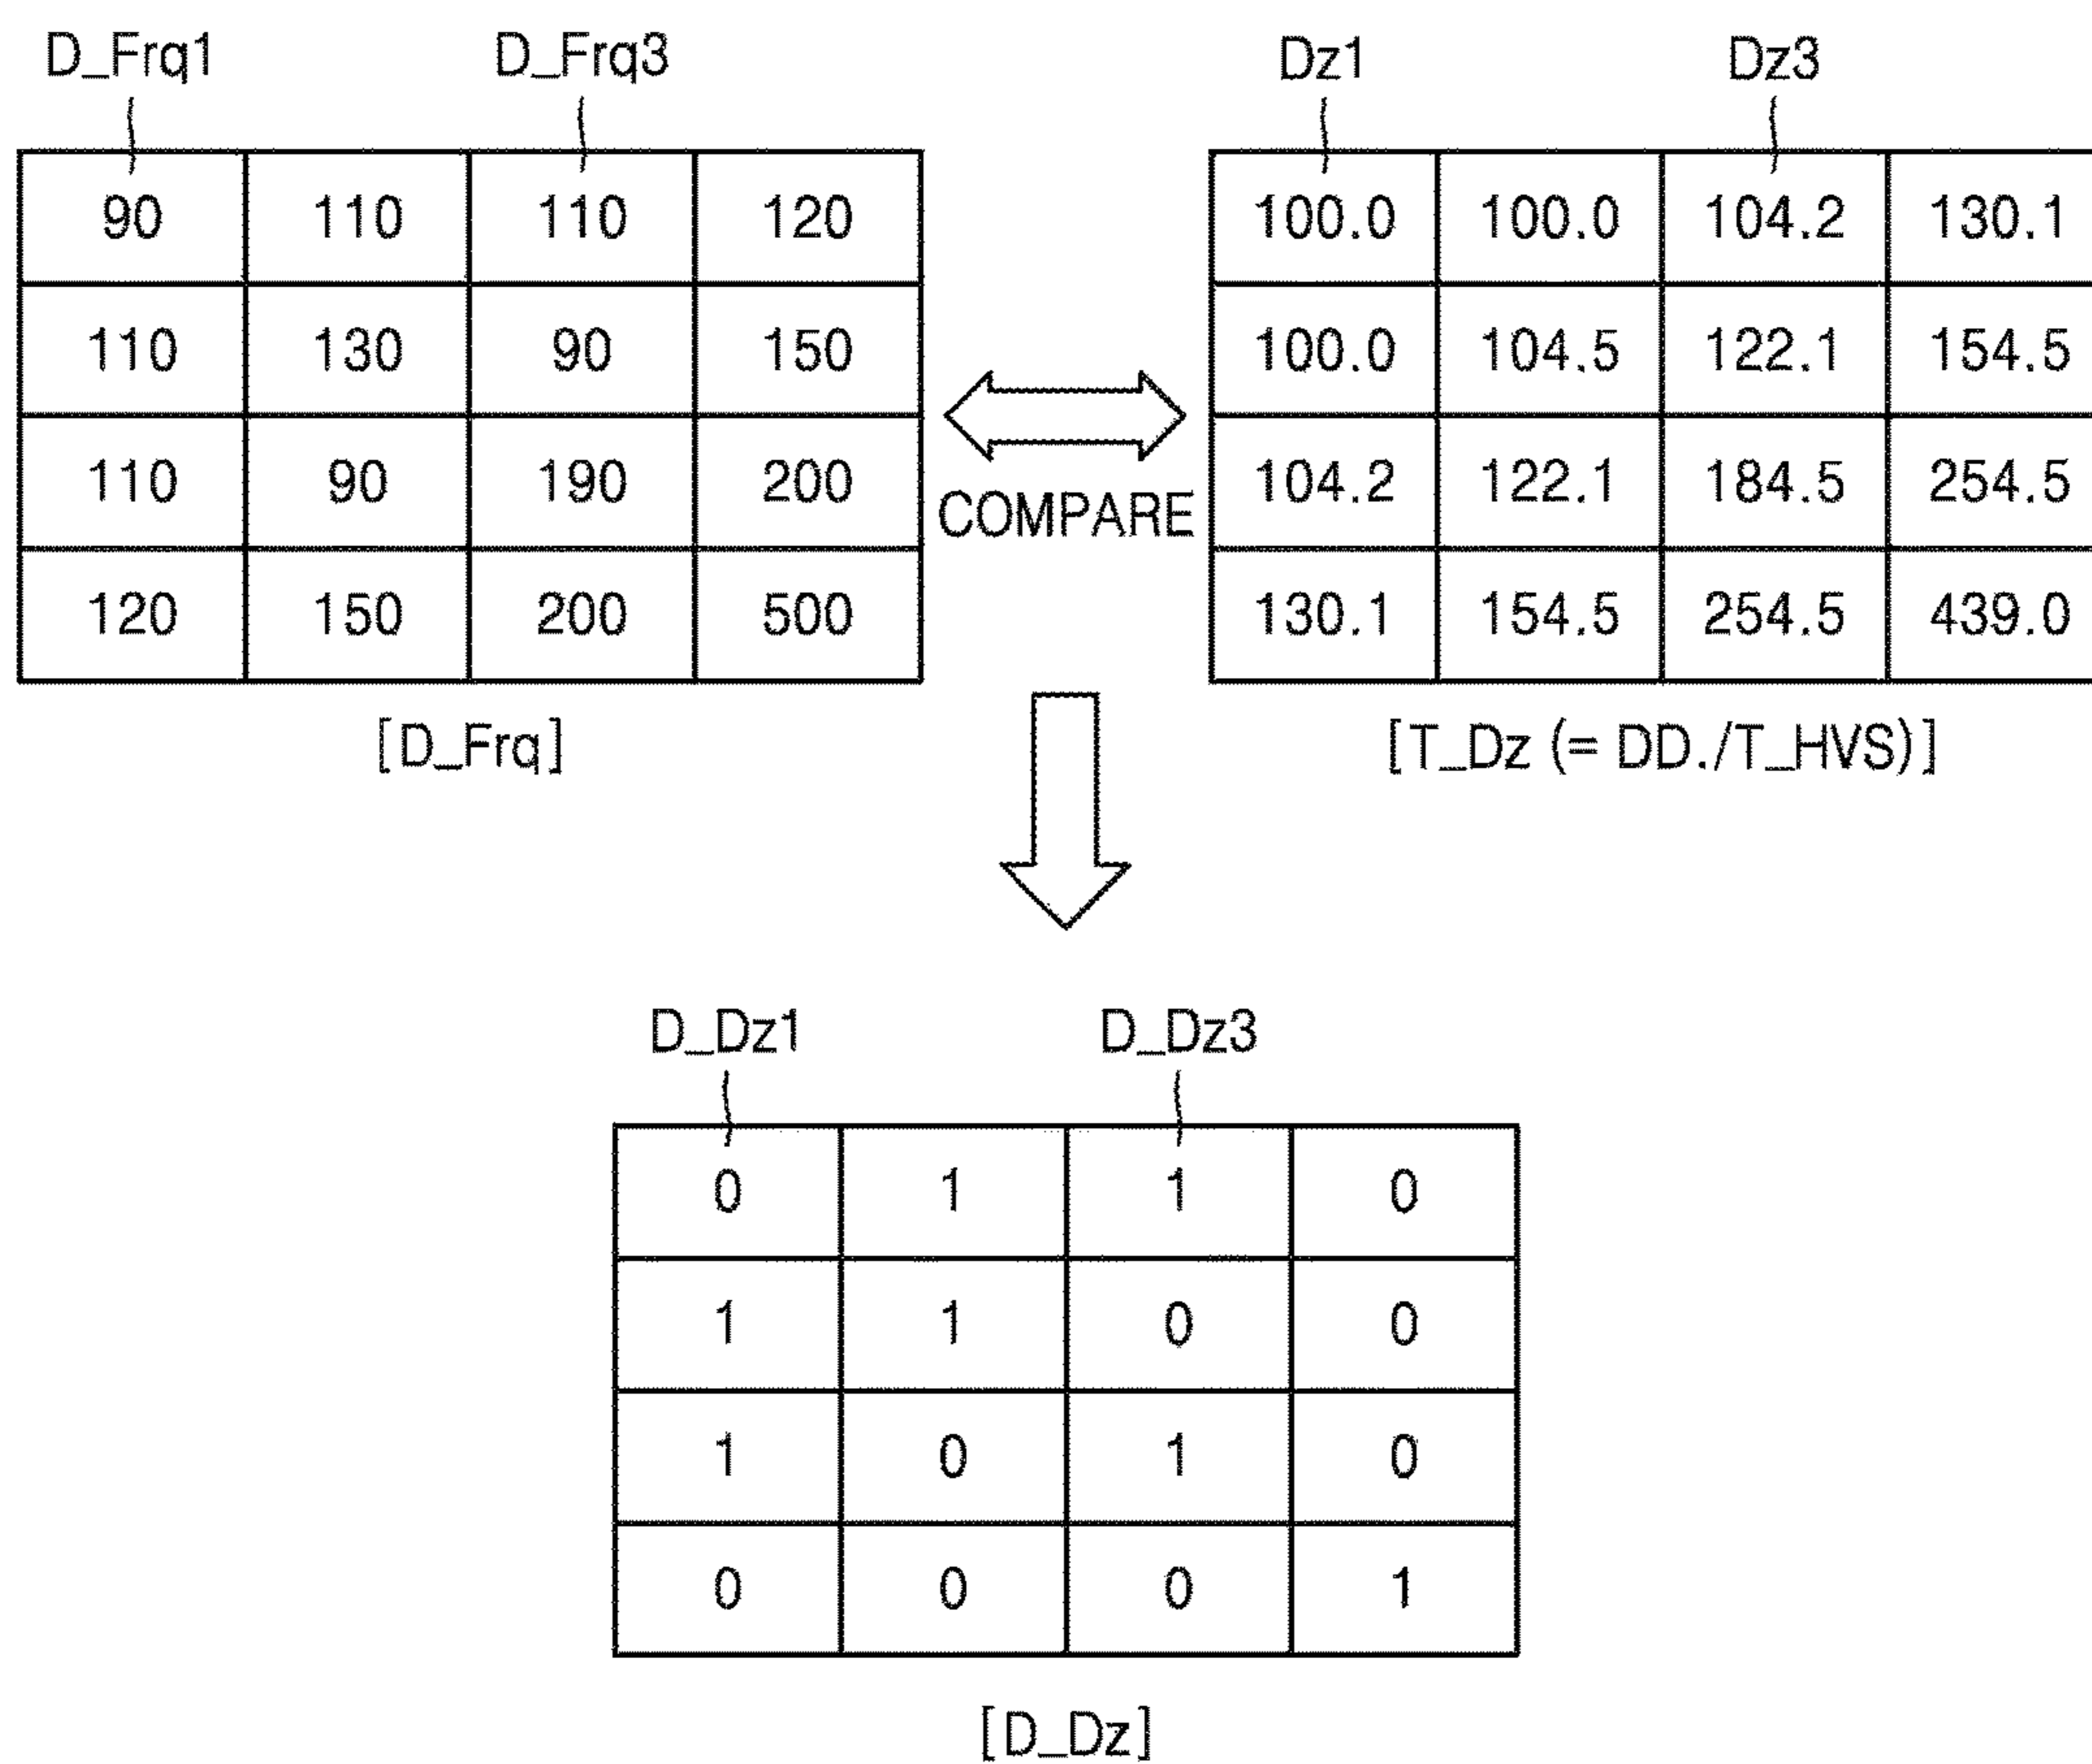 D_Frq1 D_Frq3
90 110 110 120
110 130 90 150
110 90 190 200
120 150 200 500
[D_Frq]
COMPARE
Dz1 Dz3
100.0 100.0 104.2 130.1
100.0 104.5 122.1 154.5
104.2 122.1 184.5 254.5
130.1 154.5 254.5 439.0
[T_Dz (= DD./T_HVS)]
D_Dz1 D_Dz3
0 1 1 0
1 1 0 0
1 0 1 0
0 0 0 1
[D_Dz]